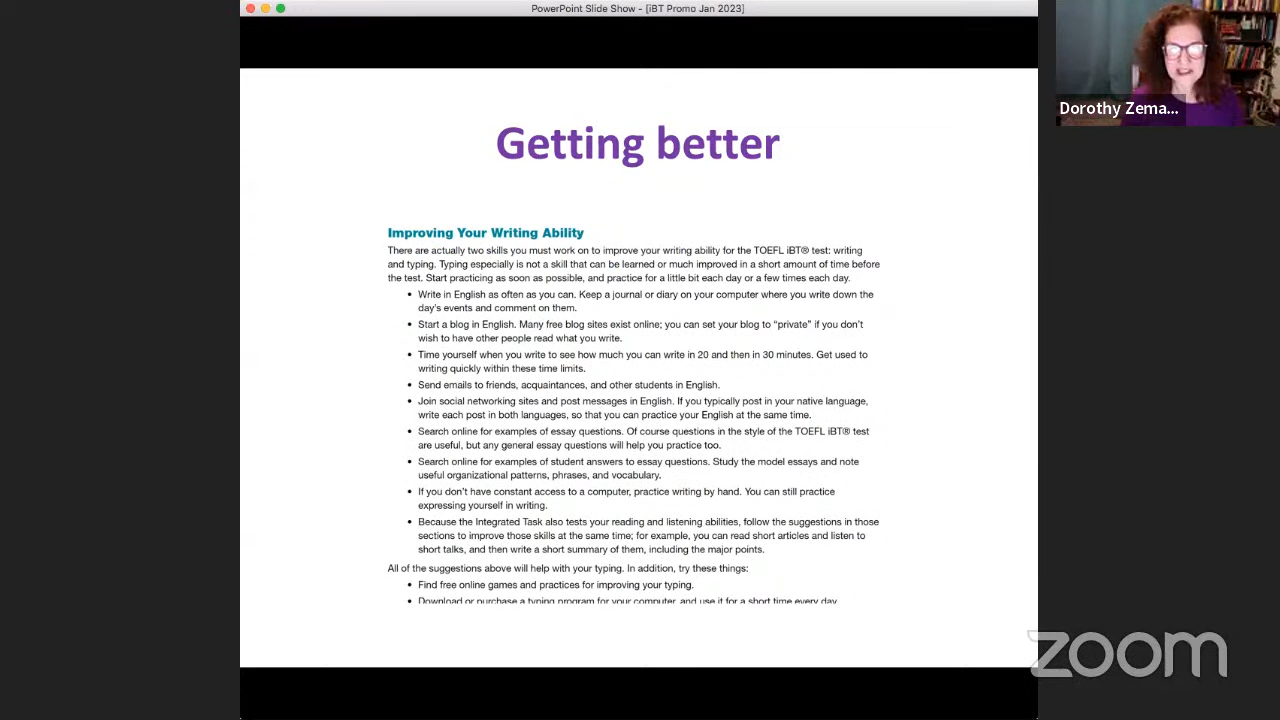 PowerPoint Slide Show - [iBT Promo Jan 2023]
Dorothy Zema...
Getting better
Improving Your Writing Ability
There are actually two skills you must work on to improve your writing ability for the TOEFL iBT® test: writing
and typing. Typing especially is not a skill that can be learned or much improved in a short amount of time before
the test. Start practicing as soon as possible, and practice for a little bit each day or a few times each day.
• Write in English as often as you can. Keep a journal or diary on your computer where you write down the
day's events and comment on them.
• Start a blog in English. Many free blog sites exist online; you can set your blog to “private” if you don't
wish to have other people read what you write.
• Time yourself when you write to see how much you can write in 20 and then in 30 minutes. Get used to
writing quickly within these time limits.
• Send emails to friends, acquaintances, and other students in English.
• Join social networking sites and post messages in English. If you typically post in your native language,
write each post in both languages, so that you can practice your English at the same time.
• Search online for examples of essay questions. Of course questions in the style of the TOEFL iBT® test
are useful, but any general essay questions will help you practice too.
• Search online for examples of student answers to essay questions. Study the model essays and note
useful organizational patterns, phrases, and vocabulary.
• If you don't have constant access to a computer, practice writing by hand. You can still practice
expressing yourself in writing.
• Because the Integrated Task also tests your reading and listening abilities, follow the suggestions in those
sections to improve those skills at the same time; for example, you can read short articles and listen to
short talks, and then write a short summary of them, including the major points.
All of the suggestions above will help with your typing. In addition, try these things:
• Find free online games and practices for improving your typing.
• Download or purchase a typing program for your computer, and use it for a short time every day
zoom